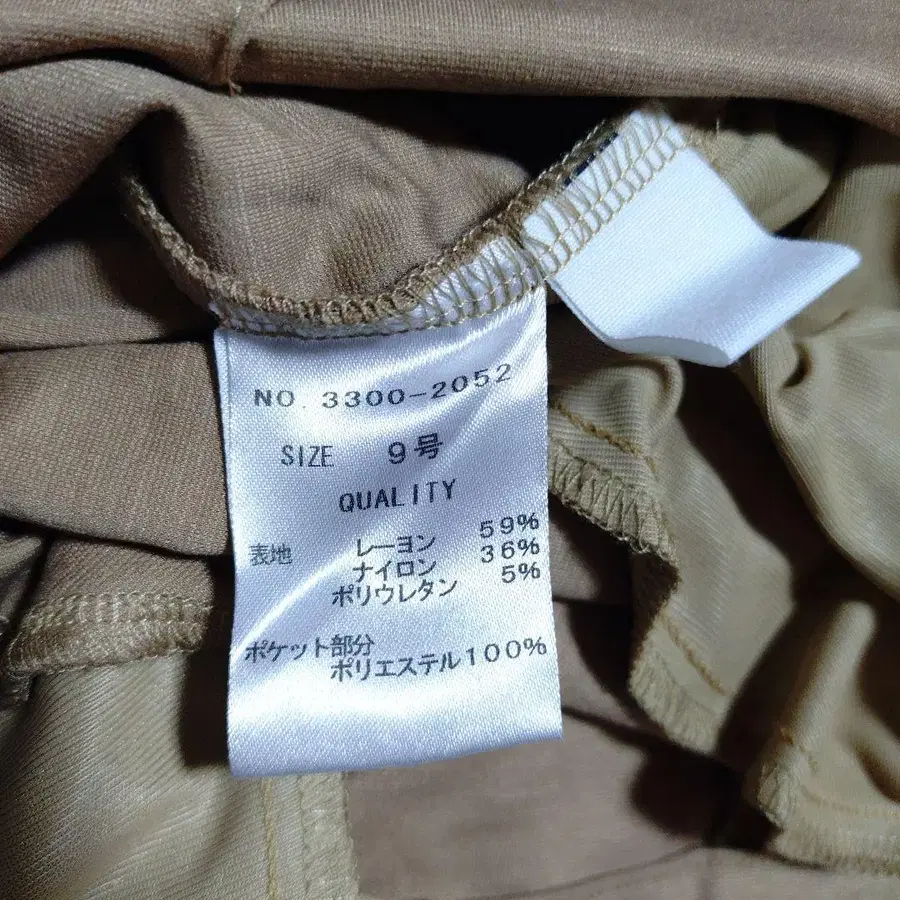 NO. 3300-2052
SIZE 9号
QUALITY
表地 レーヨン 59%
ナイロン 36%
ポリウレタン 5%
ポケット部分
ポリエステル100%